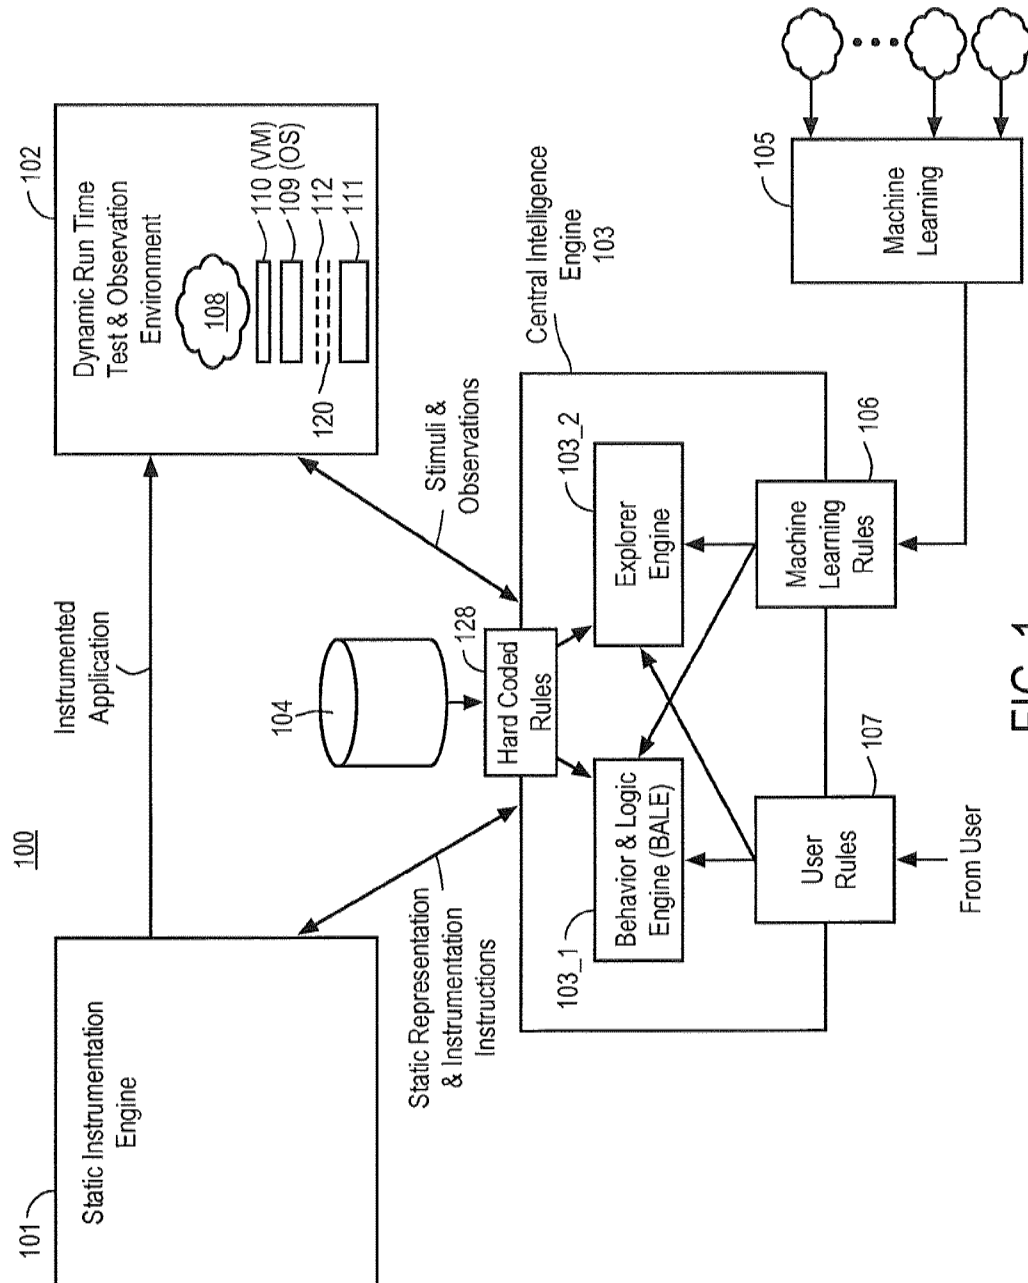 100
101
Static Instrumentation
Engine
Instrumented
Application
102
Dynamic Run Time
Test & Observation
Environment
108
110 (VM)
109 (OS)
112
111
120
Static Representation
& Instrumentation
Instructions
104
Stimuli &
Observations
128
Hard Coded
Rules
Central Intelligence
Engine
103
103_1
Behavior & Logic
Engine (BALE)
103_2
Explorer
Engine
107
User
Rules
From User
106
Machine
Learning
Rules
105
Machine
Learning
FIG. 1